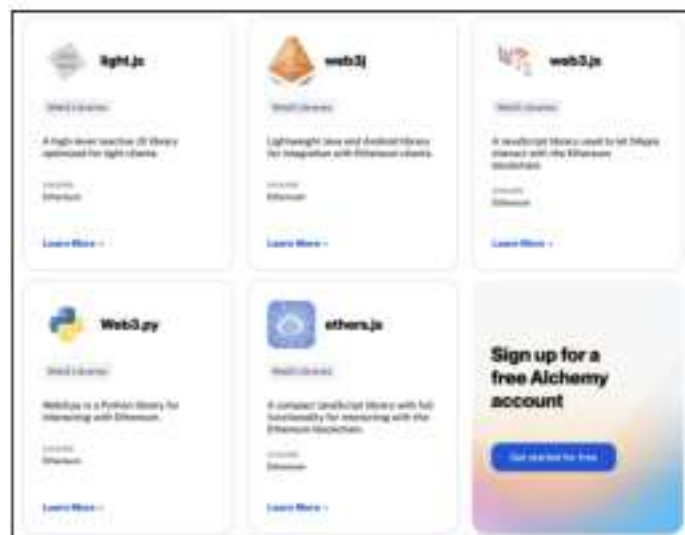 light.js
Web3 Libraries
A high-level reactive JS library
optimized for light clients.
Ethereum
Learn More
web3j
Web3 Libraries
Lightweight Java and Android library
for integration with Ethereum clients.
Ethereum
Learn More
web3.js
Web3 Libraries
A JavaScript library used to let DApps
interact with the Ethereum
blockchain.
Ethereum
Learn More
Web3.py
Web3 Libraries
Web3.py is a Python library for
interacting with Ethereum.
Ethereum
Learn More
ethers.js
Web3 Libraries
A compact JavaScript library with full
functionality for interacting with the
Ethereum blockchain.
Ethereum
Learn More
Sign up for a
free Alchemy
account
Get started for free